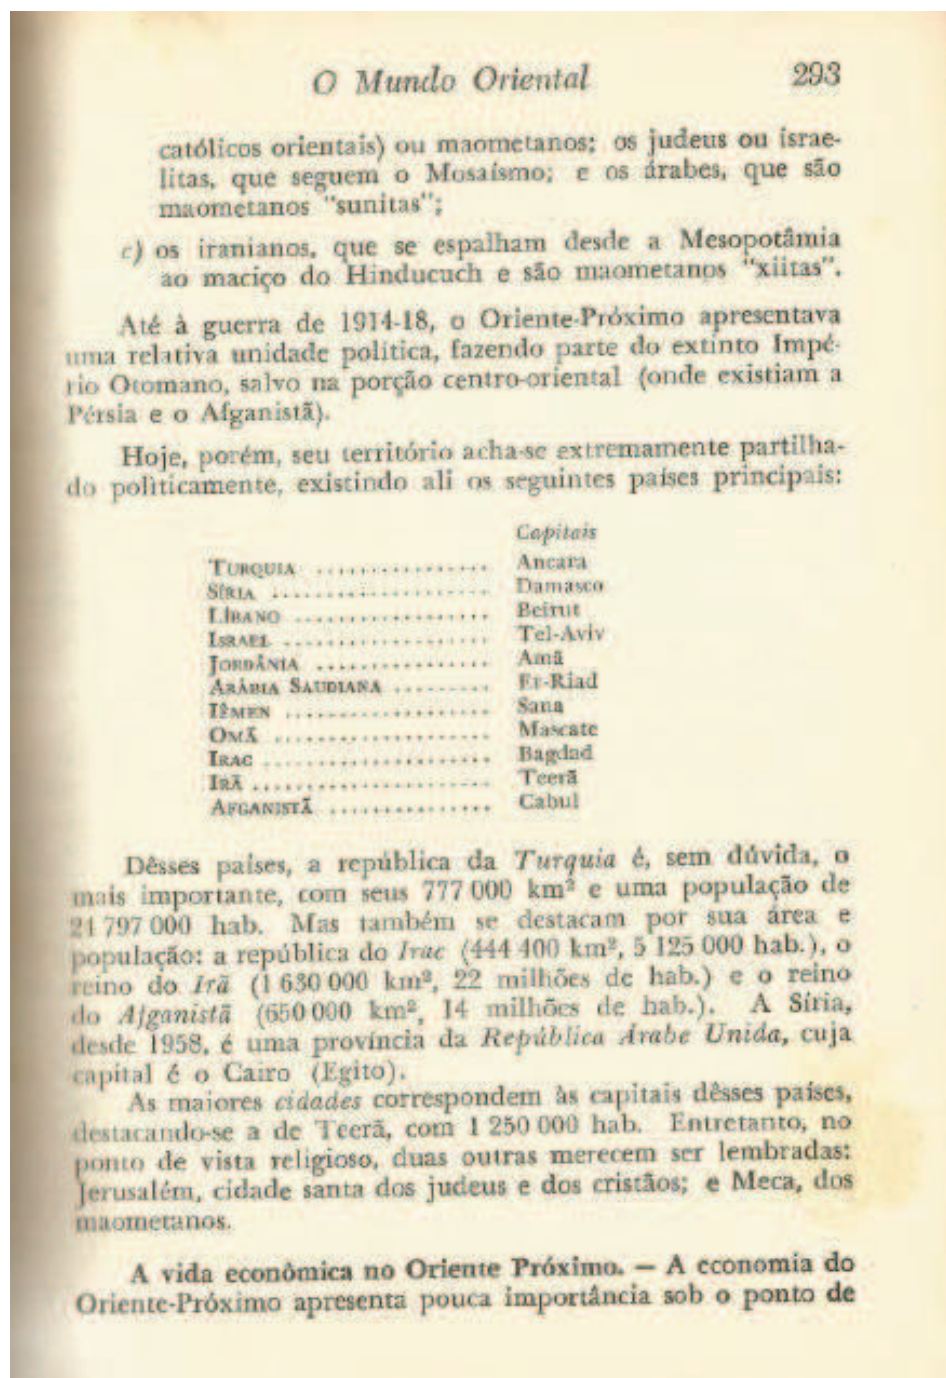 O Mundo Oriental 293
católicos orientais) ou maometanos; os judeus ou israe-
litas, que seguem o Mosaísmo; e os árabes, que são
maometanos "sunitas";
c) os iranianos, que se espalham desde a Mesopotâmia
ao maciço do Hinducuch e são maometanos "xiitas".
Até à guerra de 1914-18, o Oriente-Próximo apresentava
uma relativa unidade política, fazendo parte do extinto Impé-
rio Otomano, salvo na porção centro-oriental (onde existiam a
Pérsia e o Afganistã).
Hoje, porém, seu território acha-se extremamente partilha-
do politicamente, existindo ali os seguintes países principais:
Capitais
TURQUIA ................ Ancara
SÍRIA .................... Damasco
LÍBANO .................. Beirut
ISRAEL ................... Tel-Aviv
JORDÂNIA ................ Amã
ARÁBIA SAUDIANA ......... Er-Riad
IÊMEN ................... Sana
OMÃ .................... Mascate
IRAC ..................... Bagdad
IRÃ ...................... Teerã
AFGANISTÃ ............... Cabul
Dêsses países, a república da Turquia é, sem dúvida, o
mais importante, com seus 777 000 km² e uma população de
24 797 000 hab. Mas também se destacam por sua área e
população: a república do Irac (444 400 km², 5 125 000 hab.), o
reino do Irã (1 630 000 km², 22 milhões de hab.) e o reino
do Afganistã (650 000 km², 14 milhões de hab.). A Síria,
desde 1958, é uma província da República Árabe Unida, cuja
capital é o Cairo (Egito).
As maiores cidades correspondem às capitais dêsses países,
destacando-se a de Teerã, com 1 250 000 hab. Entretanto, no
ponto de vista religioso, duas outras merecem ser lembradas:
Jerusalém, cidade santa dos judeus e dos cristãos; e Meca, dos
maometanos.
A vida econômica no Oriente Próximo. — A economia do
Oriente-Próximo apresenta pouca importância sob o ponto de